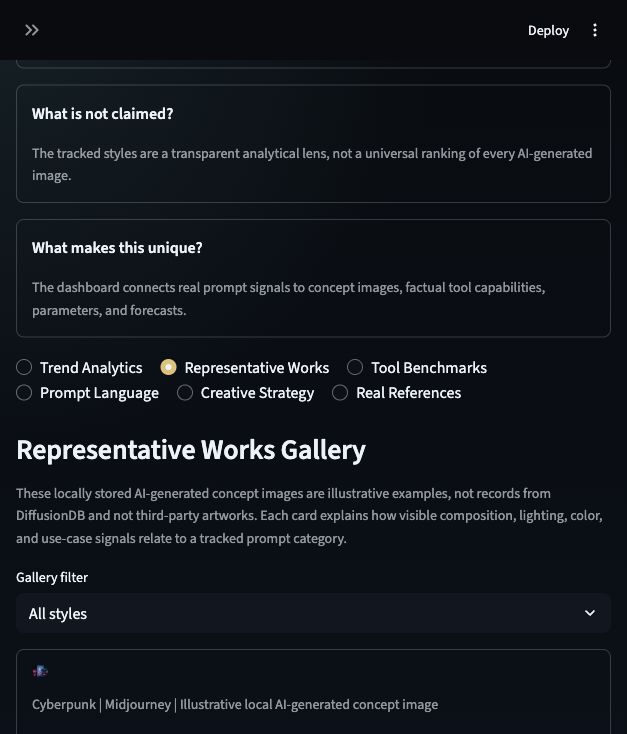 Deploy
What is not claimed?
The tracked styles are a transparent analytical lens, not a universal ranking of every AI-generated
image.
What makes this unique?
The dashboard connects real prompt signals to concept images, factual tool capabilities,
parameters, and forecasts.
Trend Analytics Representative Works Tool Benchmarks
Prompt Language Creative Strategy Real References
Representative Works Gallery
These locally stored AI-generated concept images are illustrative examples, not records from
DiffusionDB and not third-party artworks. Each card explains how visible composition, lighting, color,
and use-case signals relate to a tracked prompt category.
Gallery filter
All styles
Cyberpunk | Midjourney | Illustrative local AI-generated concept image